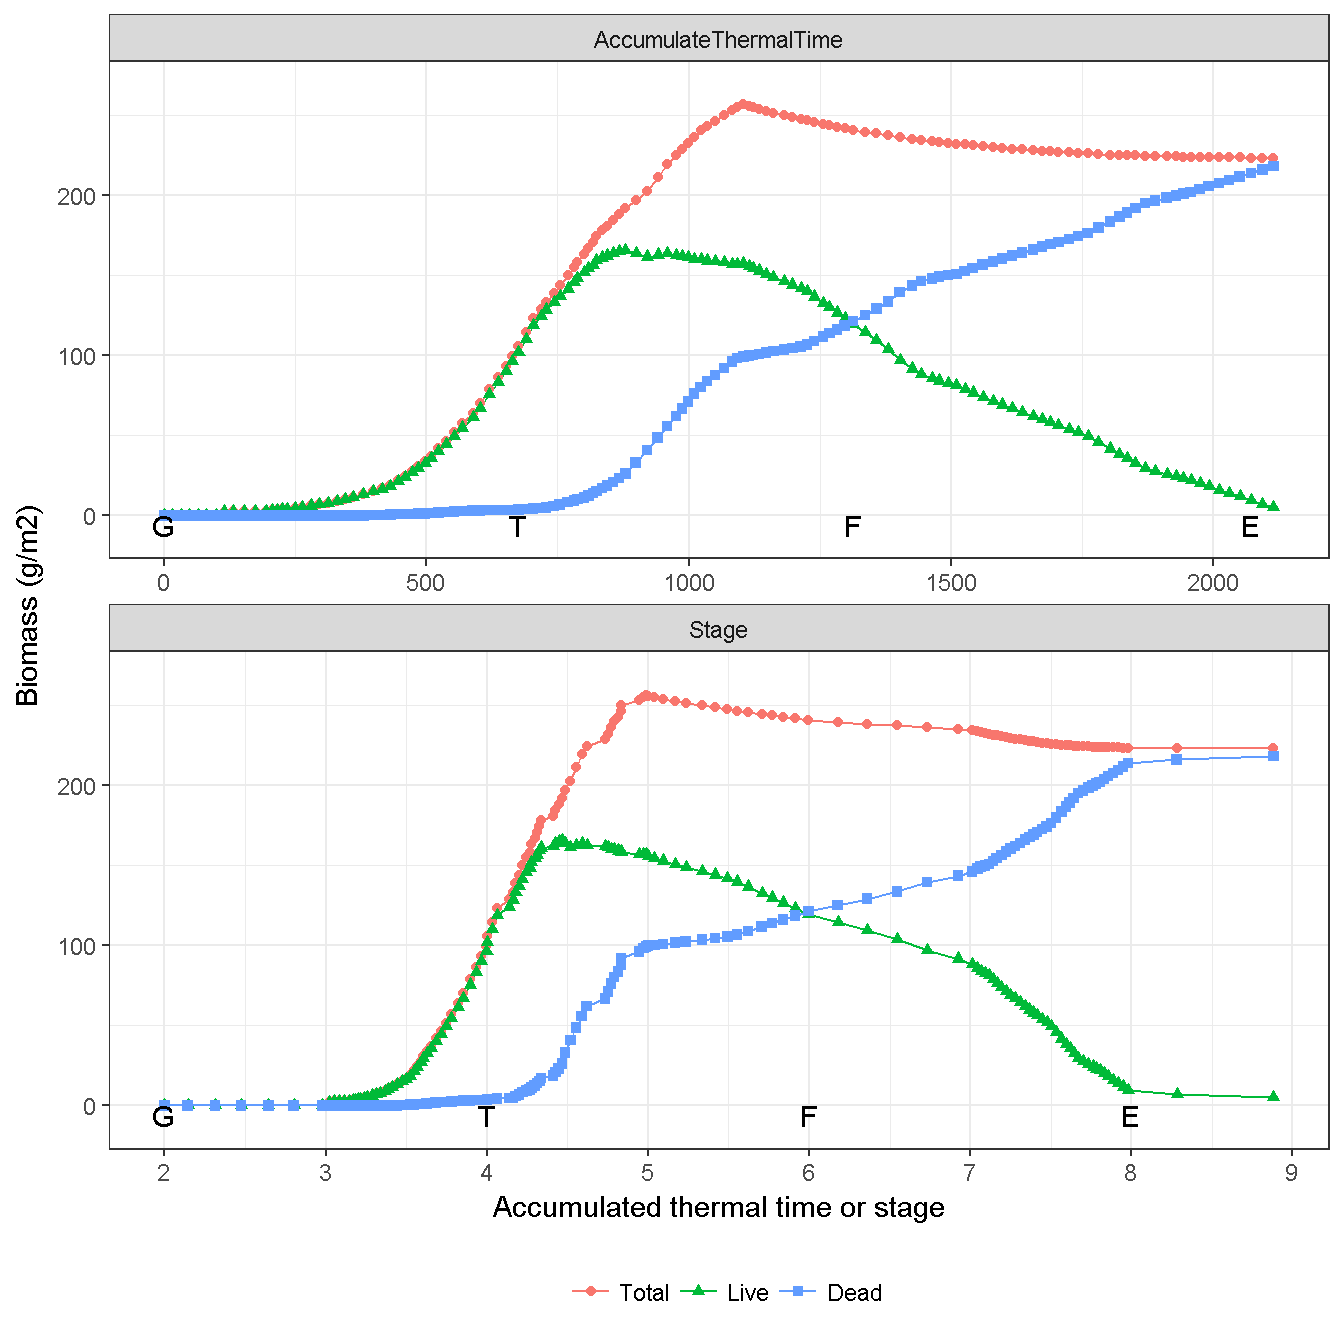 AccumulateThermalTime
200
100
0
G T F E
0 500 1000 1500 2000
Biomass (g/m2)
Stage
200
100
0
G T F E
2 3 4 5 6 7 8 9
Accumulated thermal time or stage
Total Live Dead